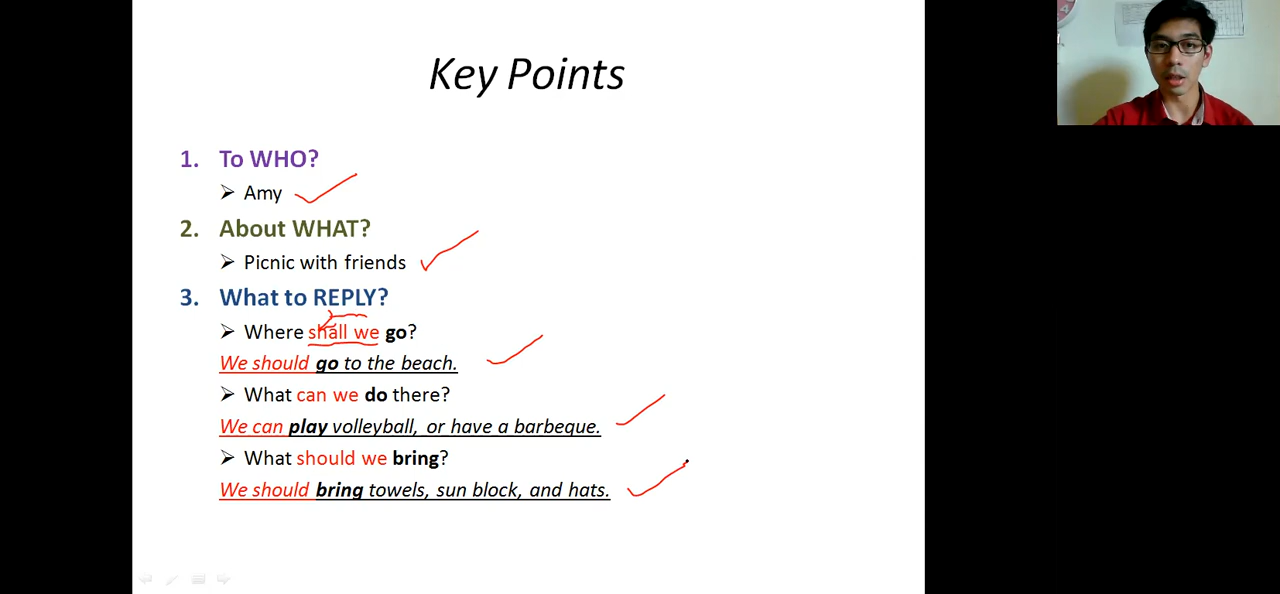 Key Points
1. To WHO?
➢ Amy
2. About WHAT?
➢ Picnic with friends
3. What to REPLY?
➢ Where shall we go?
We should go to the beach.
➢ What can we do there?
We can play volleyball, or have a barbeque.
➢ What should we bring?
We should bring towels, sun block, and hats.